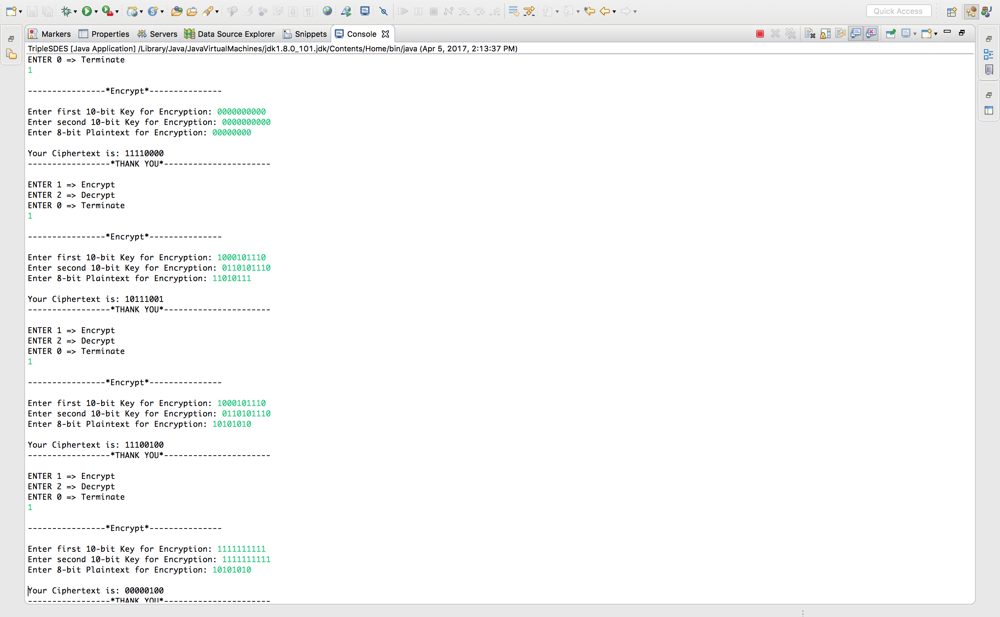 Quick Access
Markers Properties Servers Data Source Explorer Snippets Console
TripleSDES [Java Application] /Library/Java/JavaVirtualMachines/jdk1.8.0_101.jdk/Contents/Home/bin/java (Apr 5, 2017, 2:13:37 PM)
ENTER 0 => Terminate
1
----------------*Encrypt*---------------
Enter first 10-bit Key for Encryption: 0000000000
Enter second 10-bit Key for Encryption: 0000000000
Enter 8-bit Plaintext for Encryption: 00000000
Your Ciphertext is: 11110000
-----------------*THANK YOU*----------------------
ENTER 1 => Encrypt
ENTER 2 => Decrypt
ENTER 0 => Terminate
1
----------------*Encrypt*---------------
Enter first 10-bit Key for Encryption: 1000101110
Enter second 10-bit Key for Encryption: 0110101110
Enter 8-bit Plaintext for Encryption: 11010111
Your Ciphertext is: 10111001
-----------------*THANK YOU*----------------------
ENTER 1 => Encrypt
ENTER 2 => Decrypt
ENTER 0 => Terminate
1
----------------*Encrypt*---------------
Enter first 10-bit Key for Encryption: 1000101110
Enter second 10-bit Key for Encryption: 0110101110
Enter 8-bit Plaintext for Encryption: 10101010
Your Ciphertext is: 11100100
-----------------*THANK YOU*----------------------
ENTER 1 => Encrypt
ENTER 2 => Decrypt
ENTER 0 => Terminate
1
----------------*Encrypt*---------------
Enter first 10-bit Key for Encryption: 1111111111
Enter second 10-bit Key for Encryption: 1111111111
Enter 8-bit Plaintext for Encryption: 10101010
Your Ciphertext is: 00000100
-----------------*THANK YOU*----------------------